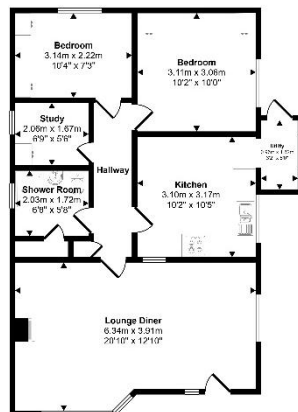 Bedroom
3.14m x 2.22m
10'4" x 7'3"
Bedroom
3.11m x 3.06m
10'2" x 10'0"
Study
2.06m x 1.67m
6'9" x 5'6"
Hallway
Shower Room
2.03m x 1.72m
6'8" x 5'8"
Kitchen
3.10m x 3.17m
10'2" x 10'5"
Lounge Diner
6.34m x 3.91m
20'10" x 12'10"